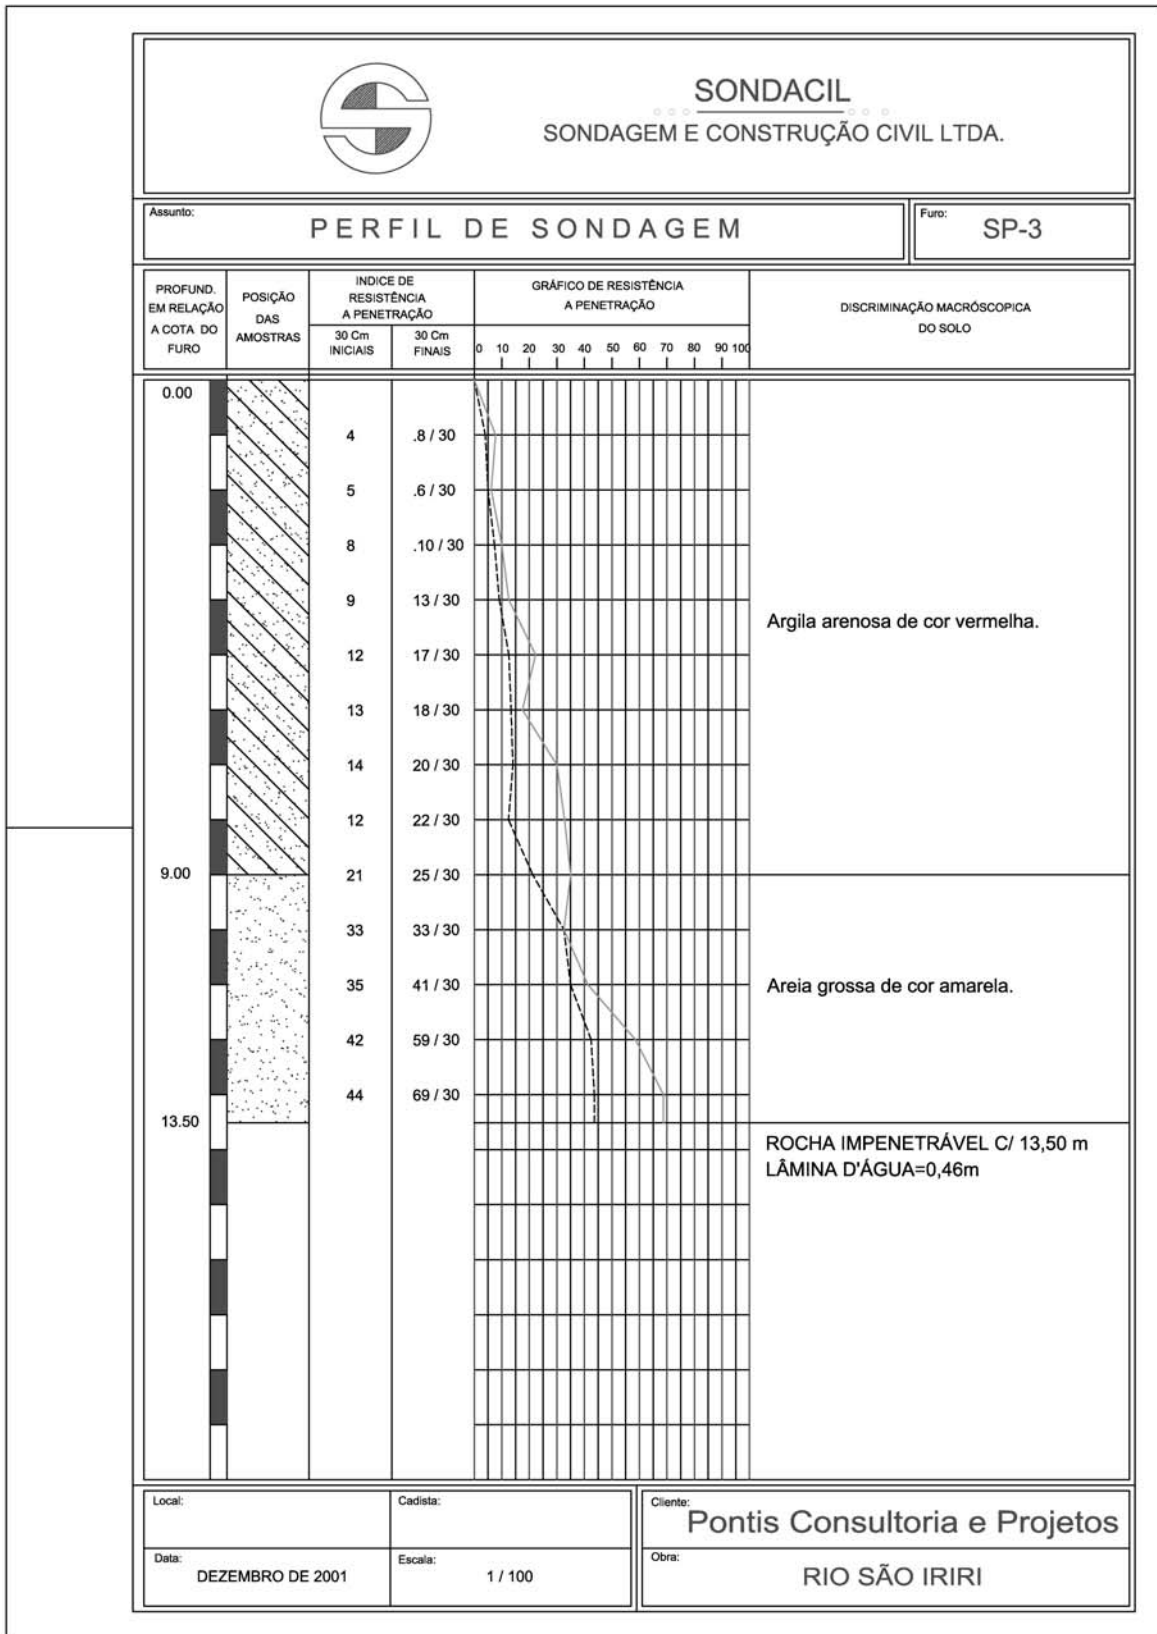 SONDACIL
SONDAGEM E CONSTRUÇÃO CIVIL LTDA.
Assunto:
PERFIL DE SONDAGEM
Furo:
SP-3
PROFUND.
EM RELAÇÃO
A COTA DO
FURO
POSIÇÃO
DAS
AMOSTRAS
INDICE DE
RESISTÊNCIA
A PENETRAÇÃO
30 Cm
INICIAIS
30 Cm
FINAIS
GRÁFICO DE RESISTÊNCIA
A PENETRAÇÃO
0 10 20 30 40 50 60 70 80 90 100
DISCRIMINAÇÃO MACRÓSCOPICA
DO SOLO
0.00
4 .8 / 30
5 .6 / 30
8 .10 / 30
9 13 / 30
Argila arenosa de cor vermelha.
12 17 / 30
13 18 / 30
14 20 / 30
12 22 / 30
9.00 21 25 / 30
33 33 / 30
35 41 / 30 Areia grossa de cor amarela.
42 59 / 30
44 69 / 30
13.50
ROCHA IMPENETRÁVEL C/ 13,50 m
LÂMINA D'ÁGUA=0,46m
Local:
Cadista:
Cliente:
Pontis Consultoria e Projetos
Data:
DEZEMBRO DE 2001
Escala:
1 / 100
Obra:
RIO SÃO IRIRI